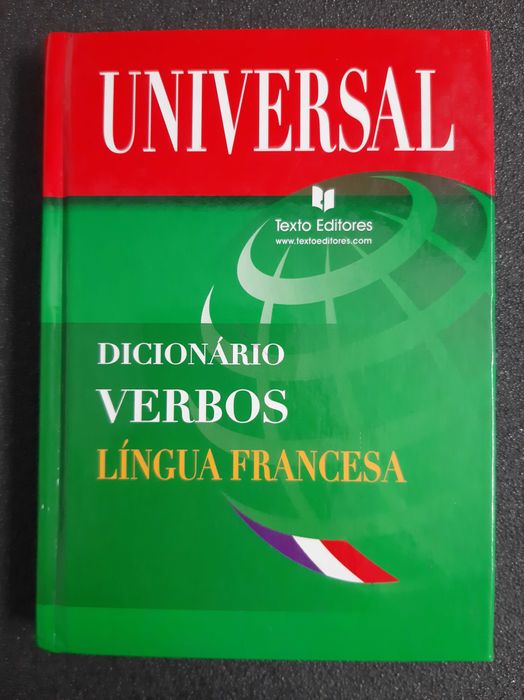 UNIVERSAL
Texto Editores
www.textoeditores.com
DICIONÁRIO
VERBOS
LÍNGUA FRANCESA